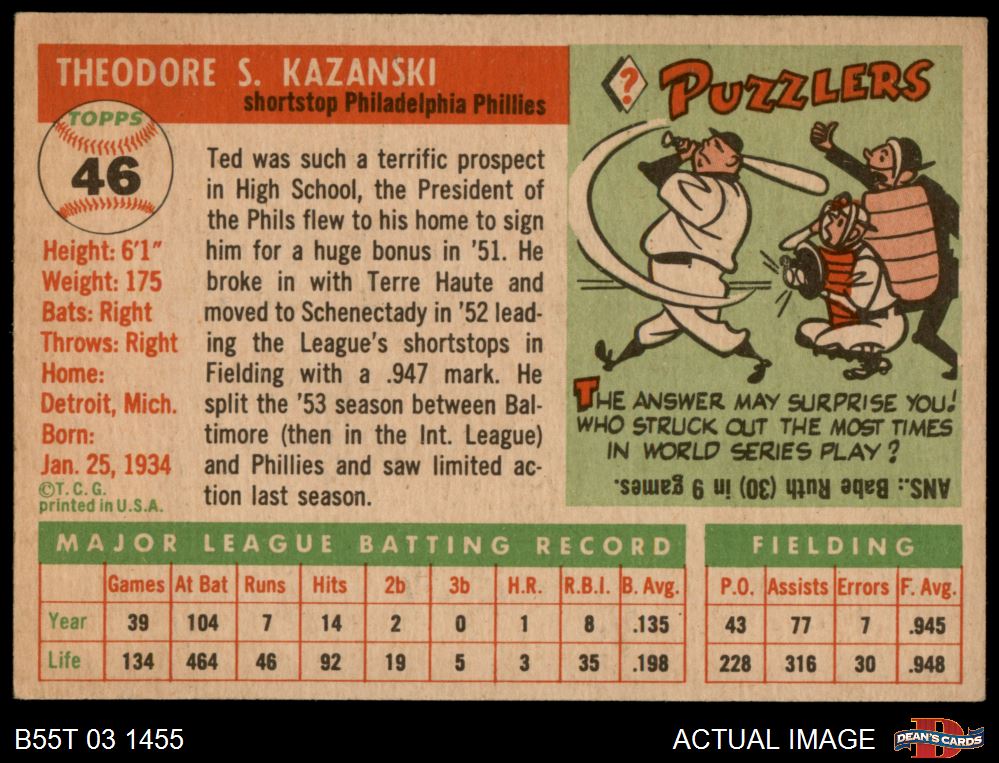 THEODORE S. KAZANSKI
shortstop Philadelphia Phillies
TOPPS
46
Height: 6'1"
Weight: 175
Bats: Right
Throws: Right
Home:
Detroit, Mich.
Born:
Jan. 25, 1934
©T. C. G.
printed in U.S.A.
Ted was such a terrific prospect
in High School, the President of
the Phils flew to his home to sign
him for a huge bonus in '51. He
broke in with Terre Haute and
moved to Schenectady in '52 lead-
ing the League's shortstops in
Fielding with a .947 mark. He
split the '53 season between Bal-
timore (then in the Int. League)
and Phillies and saw limited ac-
tion last season.
? PUZZLERS
THE ANSWER MAY SURPRISE YOU!
WHO STRUCK OUT THE MOST TIMES
IN WORLD SERIES PLAY?
ANS.: Babe Ruth (30) in 9 games.
MAJOR LEAGUE BATTING RECORD
Games At Bat Runs Hits 2b 3b H.R. R.B.I. B. Avg.
Year 39 104 7 14 2 0 1 8 .135
Life 134 464 46 92 19 5 3 35 .198
FIELDING
P.O. Assists Errors F. Avg.
43 77 7 .945
228 316 30 .948
B55T 03 1455
ACTUAL IMAGE
DEAN'S CARDS